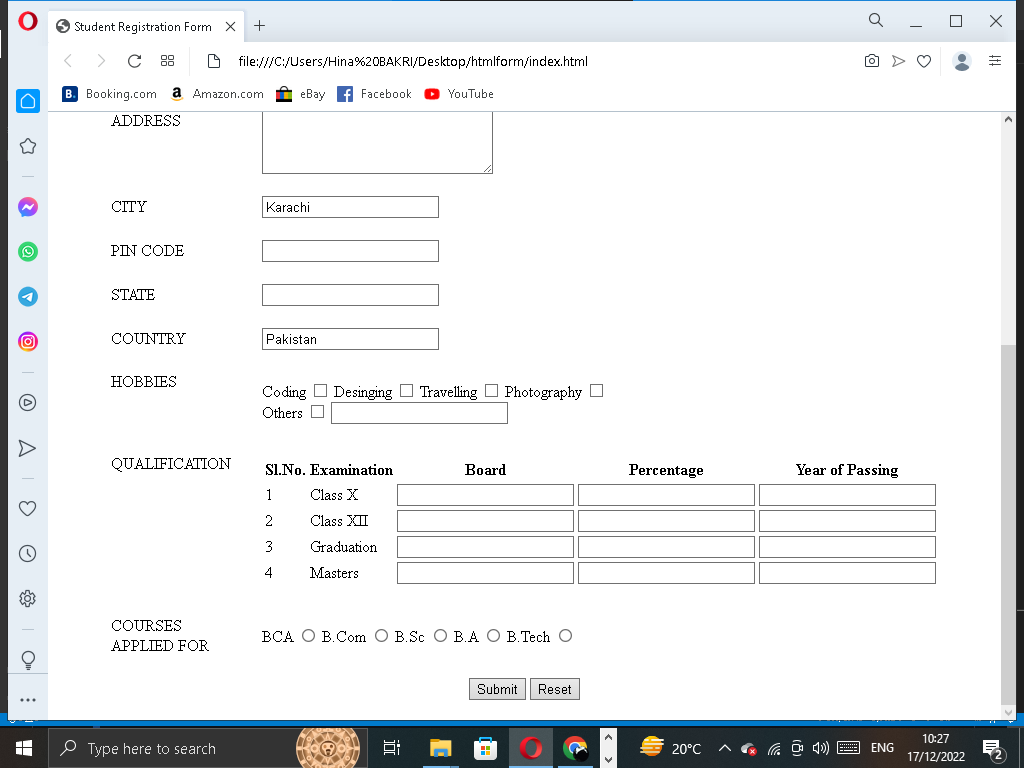 Student Registration Form
file:///C:/Users/Hina%20BAKRI/Desktop/htmlform/index.html
B. Booking.com a Amazon.com eBay Facebook YouTube
ADDRESS
CITY Karachi
PIN CODE
STATE
COUNTRY Pakistan
HOBBIES
Coding Desinging Travelling Photography
Others
QUALIFICATION
Sl.No. Examination Board Percentage Year of Passing
1 Class X
2 Class XII
3 Graduation
4 Masters
COURSES
APPLIED FOR
BCA B.Com B.Sc B.A B.Tech
Submit Reset
Type here to search 20°C ENG 10:27
17/12/2022
2